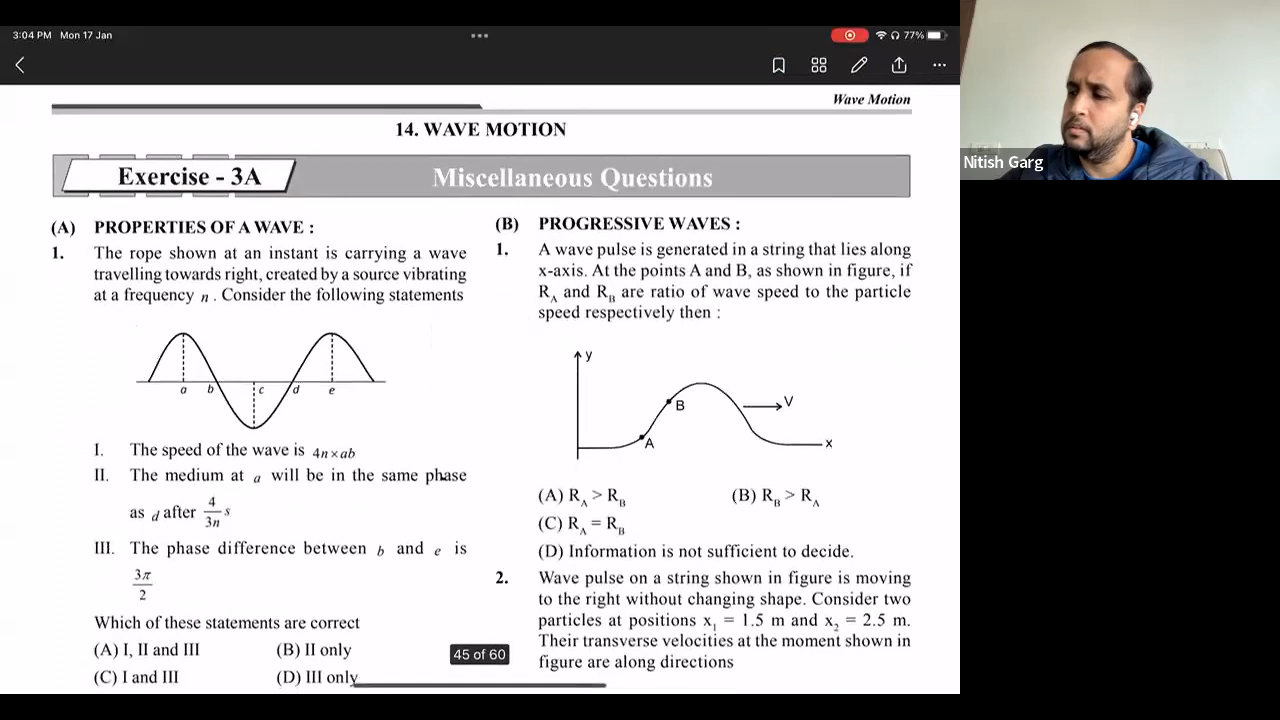 3:04 PM Mon 17 Jan
77%
Wave Motion
14. WAVE MOTION
Exercise - 3A
Miscellaneous Questions
(A) PROPERTIES OF A WAVE :
1. The rope shown at an instant is carrying a wave
travelling towards right, created by a source vibrating
at a frequency n . Consider the following statements
a b c d e
I. The speed of the wave is 4n×ab
II. The medium at a will be in the same phase
as d after 4/3n s
III. The phase difference between b and e is
3π/2
Which of these statements are correct
(A) I, II and III (B) II only
(C) I and III (D) III only
(B) PROGRESSIVE WAVES :
1. A wave pulse is generated in a string that lies along
x-axis. At the points A and B, as shown in figure, if
R_A and R_B are ratio of wave speed to the particle
speed respectively then :
y
B
V
A
x
(A) R_A > R_B (B) R_B > R_A
(C) R_A = R_B
(D) Information is not sufficient to decide.
2. Wave pulse on a string shown in figure is moving
to the right without changing shape. Consider two
particles at positions x₁ = 1.5 m and x₂ = 2.5 m.
Their transverse velocities at the moment shown in
figure are along directions
45 of 60
Nitish Garg